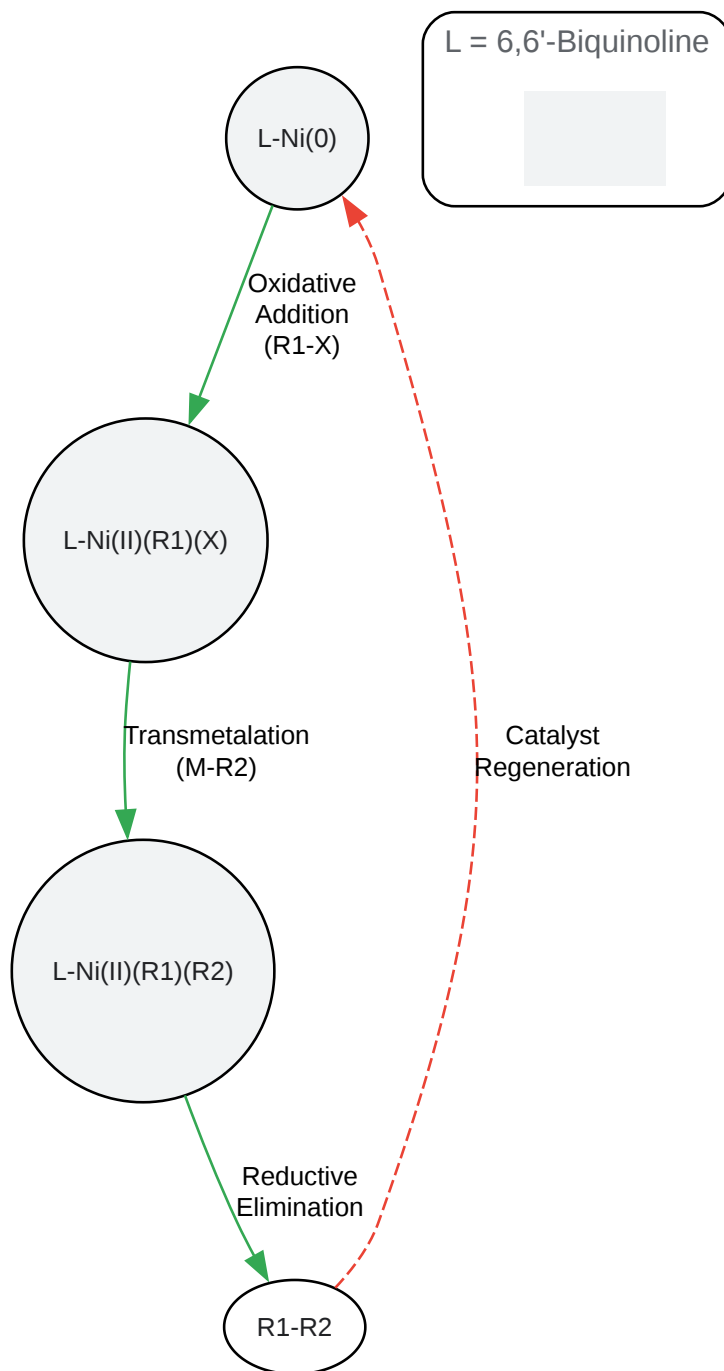 L = 6,6'-Biquinoline
L-Ni(0)
Oxidative
Addition
(R1-X)
L-Ni(II)(R1)(X)
Transmetalation
(M-R2)
Catalyst
Regeneration
L-Ni(II)(R1)(R2)
Reductive
Elimination
R1-R2